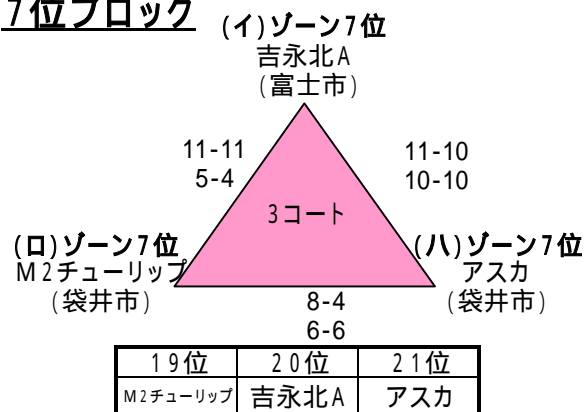 7位ブロック
(イ)ゾーン7位
吉永北A
(富士市)
11-11
5-4
11-10
10-10
3コート
(ロ)ゾーン7位
M2チューリップ
(袋井市)
(ハ)ゾーン7位
アスカ
(袋井市)
8-4
6-6
19位 20位 21位
M2チューリップ 吉永北A アスカ